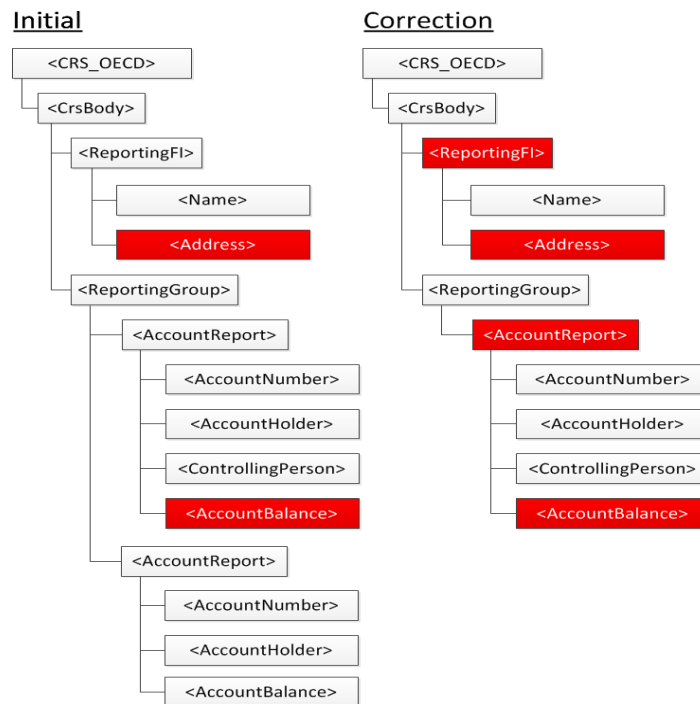 Initial
<CRS_OECD>
<CrsBody>
<ReportingFI>
<Name>
<Address>
<ReportingGroup>
<AccountReport>
<AccountNumber>
<AccountHolder>
<ControllingPerson>
<AccountBalance>
<AccountReport>
<AccountNumber>
<AccountHolder>
<AccountBalance>
Correction
<CRS_OECD>
<CrsBody>
<ReportingFI>
<Name>
<Address>
<ReportingGroup>
<AccountReport>
<AccountNumber>
<AccountHolder>
<ControllingPerson>
<AccountBalance>